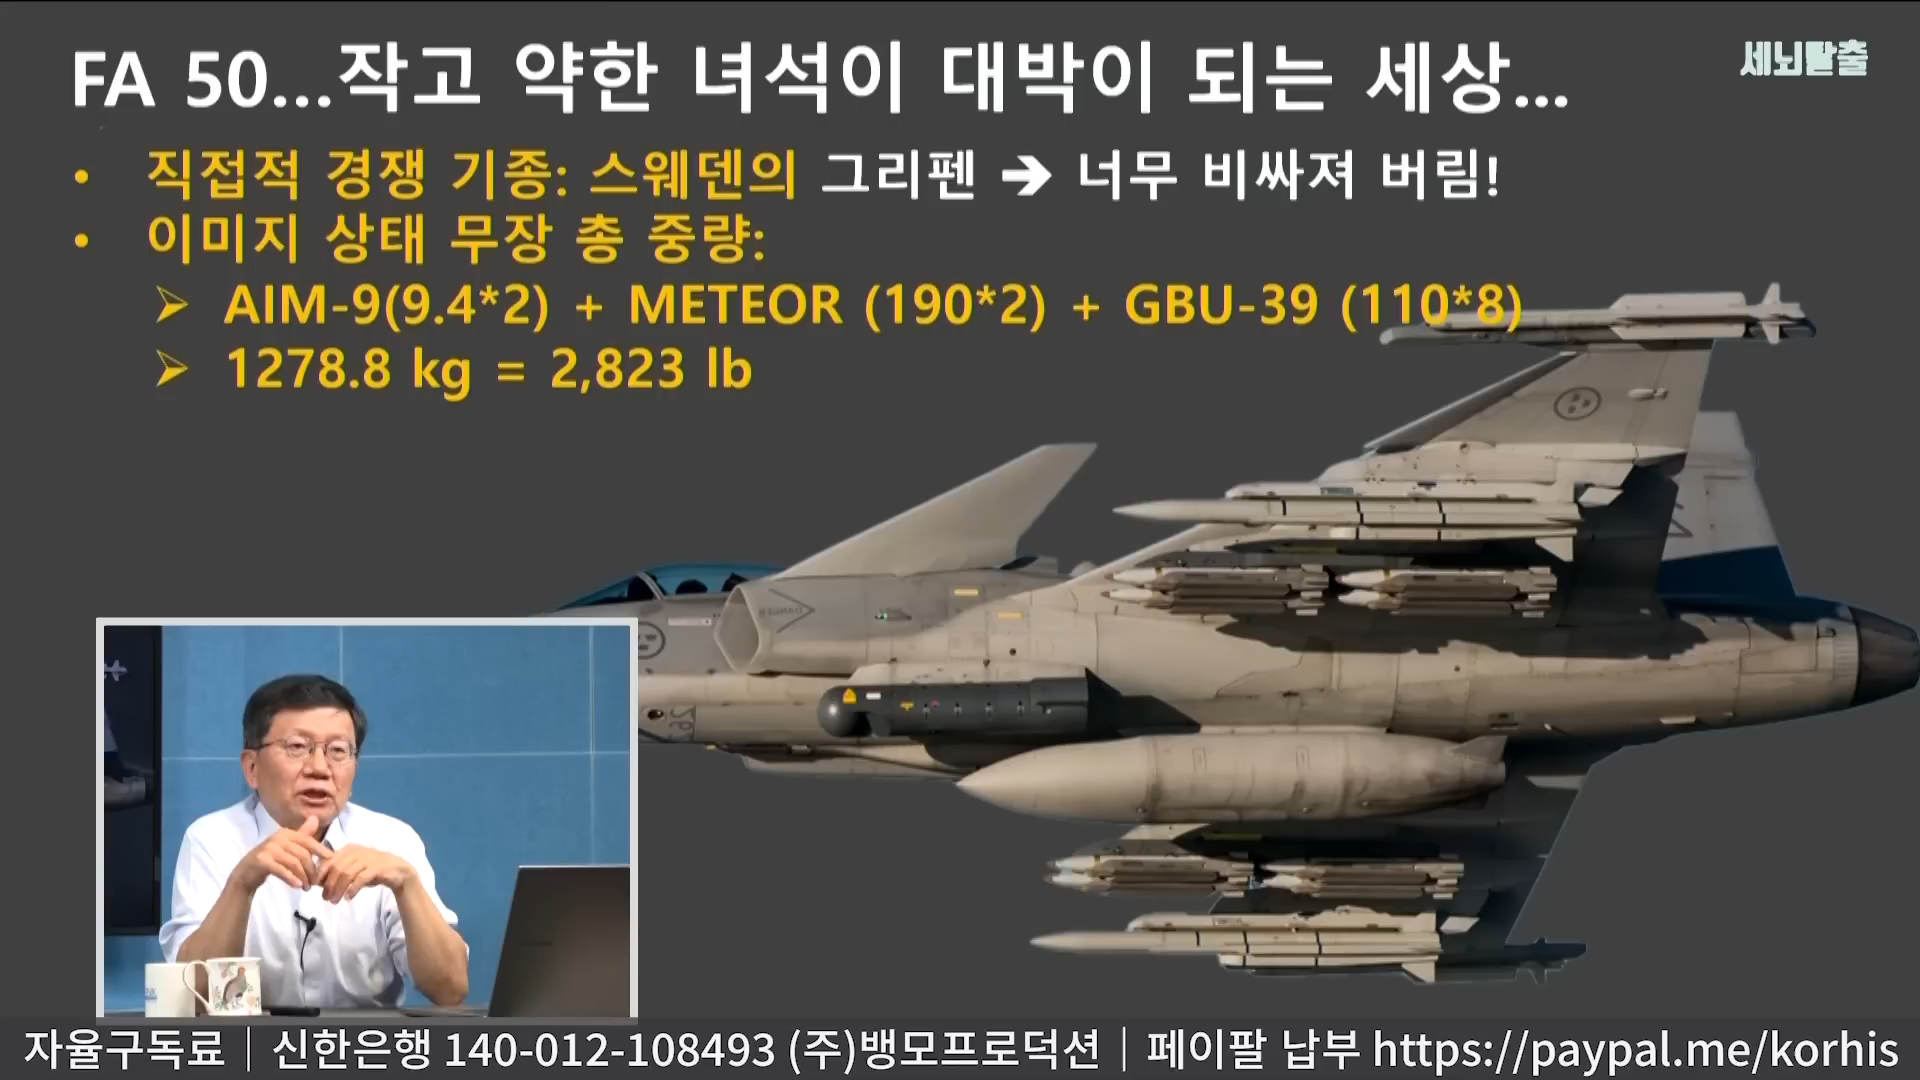 FA 50...작고 약한 녀석이 대박이 되는 세상...
세뇌탈출
• 직접적 경쟁 기종: 스웨덴의 그리펜 ➔ 너무 비싸져 버림!
• 이미지 상태 무장 총 중량:
➢ AIM-9(9.4*2) + METEOR (190*2) + GBU-39 (110*8)
➢ 1278.8 kg = 2,823 lb
자율구독료│신한은행 140-012-108493 (주)뱅모프로덕션│페이팔 납부 https://paypal.me/korhis